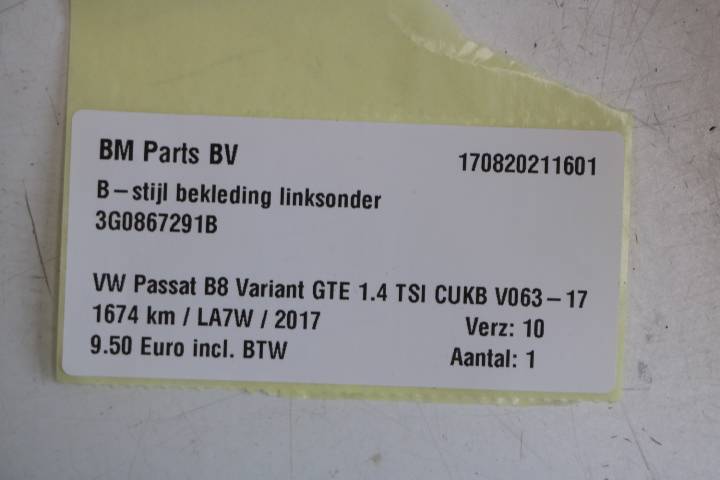 BM Parts BV 170820211601
B-stijl bekleding linksonder
3G0867291B
VW Passat B8 Variant GTE 1.4 TSI CUKB V063-17
1674 km / LA7W / 2017 Verz: 10
9.50 Euro incl. BTW Aantal: 1